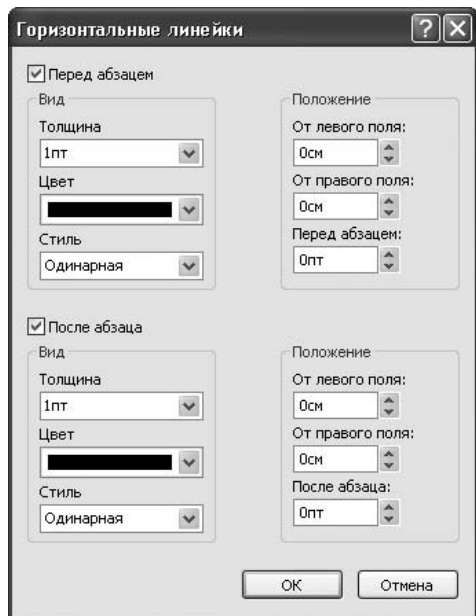 Горизонтальные линейки
Перед абзацем
Вид
Толщина
1пт
Цвет
Стиль
Одинарная
Положение
От левого поля:
0см
От правого поля:
0см
Перед абзацем:
0пт
После абзаца
Вид
Толщина
1пт
Цвет
Стиль
Одинарная
Положение
От левого поля:
0см
От правого поля:
0см
После абзаца:
0пт
ОК
Отмена